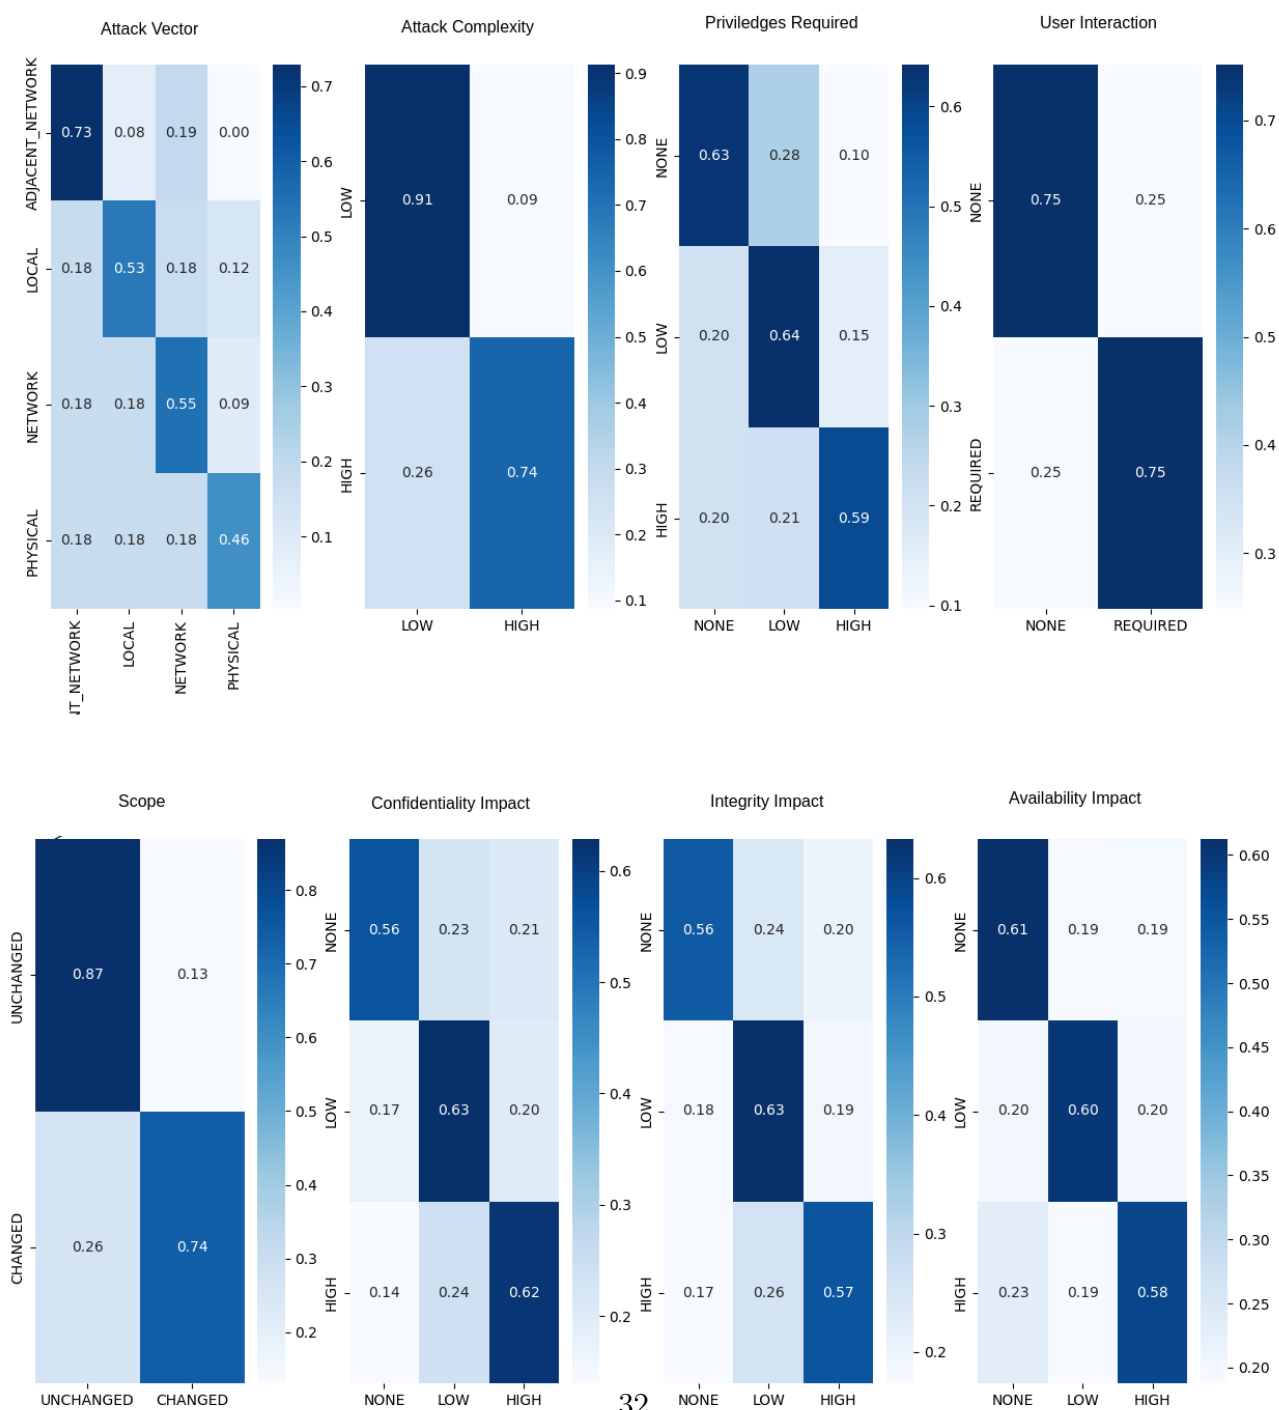 Attack Vector
Attack Complexity
Priviledges Required
User Interaction
ADJACENT_NETWORK
LOCAL
NETWORK
PHYSICAL
0.73 0.08 0.19 0.00
0.18 0.53 0.18 0.12
0.18 0.18 0.55 0.09
0.18 0.18 0.18 0.46
IT_NETWORK
LOCAL
NETWORK
PHYSICAL
0.7
0.6
0.5
0.4
0.3
0.2
0.1
LOW
HIGH
0.91 0.09
0.26 0.74
LOW HIGH
0.9
0.8
0.7
0.6
0.5
0.4
0.3
0.2
0.1
NONE
LOW
HIGH
0.63 0.28 0.10
0.20 0.64 0.15
0.20 0.21 0.59
NONE LOW HIGH
0.6
0.5
0.4
0.3
0.2
0.1
NONE
REQUIRED
0.75 0.25
0.25 0.75
NONE REQUIRED
0.7
0.6
0.5
0.4
0.3
Scope
Confidentiality Impact
Integrity Impact
Availability Impact
UNCHANGED
CHANGED
0.87 0.13
0.26 0.74
UNCHANGED CHANGED
0.8
0.7
0.6
0.5
0.4
0.3
0.2
NONE
LOW
HIGH
0.56 0.23 0.21
0.17 0.63 0.20
0.14 0.24 0.62
NONE LOW HIGH
0.6
0.5
0.4
0.3
0.2
NONE
LOW
HIGH
0.56 0.24 0.20
0.18 0.63 0.19
0.17 0.26 0.57
NONE LOW HIGH
0.6
0.5
0.4
0.3
0.2
NONE
LOW
HIGH
0.61 0.19 0.19
0.20 0.60 0.20
0.23 0.19 0.58
NONE LOW HIGH
0.60
0.55
0.50
0.45
0.40
0.35
0.30
0.25
0.20
32